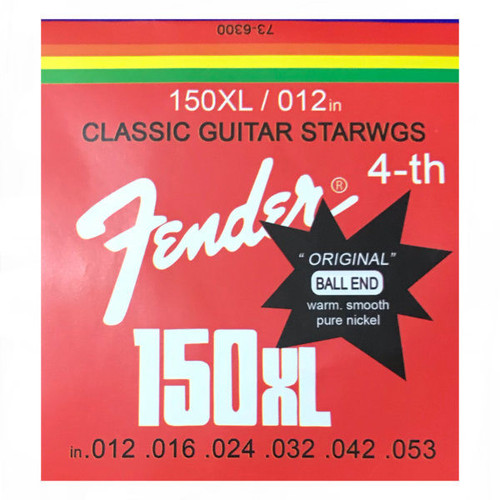 73-6300
150XL / 012in
CLASSIC GUITAR STARWGS
4-th
Fender®
" ORIGINAL"
BALL END
warm. smooth
pure nickel
150XL
in.012 .016 .024 .032 .042 .053